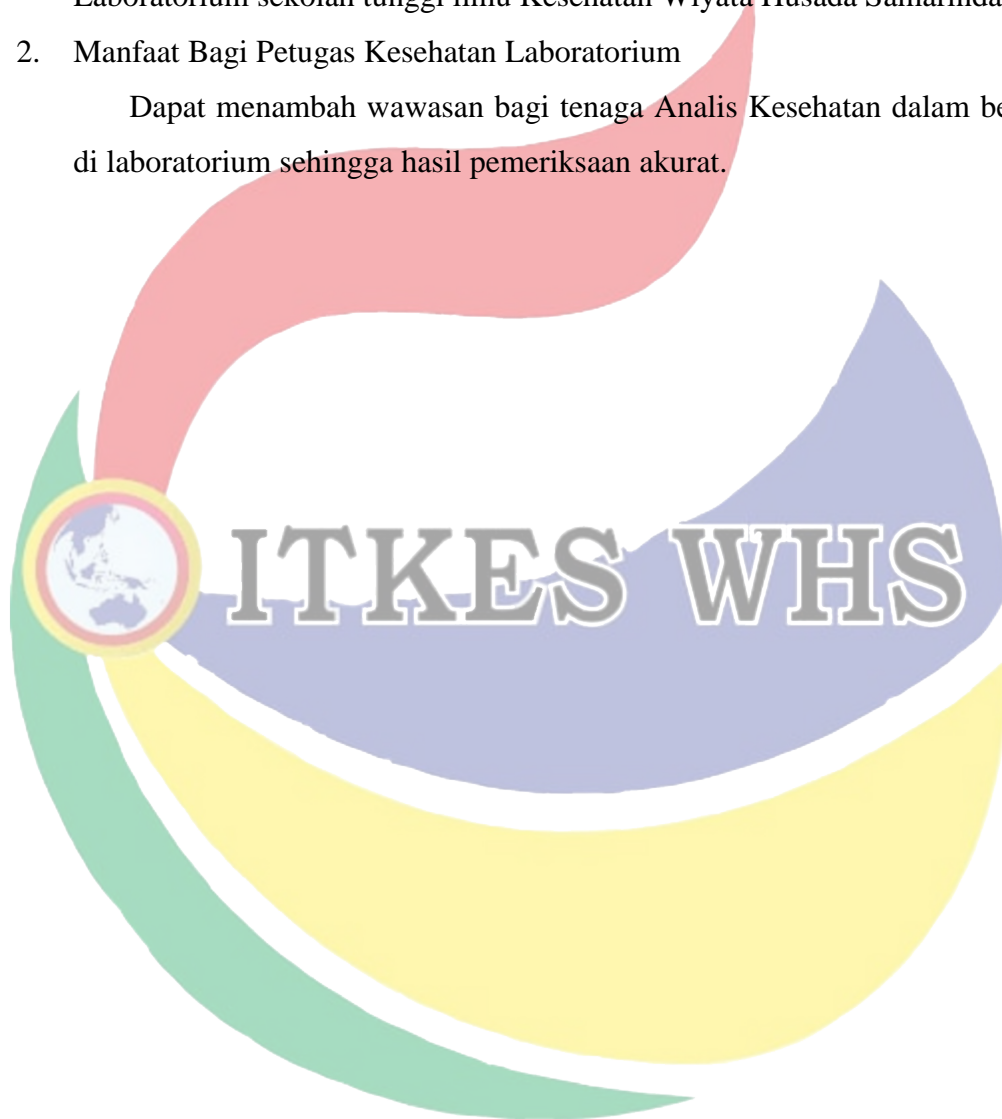 Laboratorium sekolah tinggi ilmu Kesehatan Wiyata Husada Samarinda
2. Manfaat Bagi Petugas Kesehatan Laboratorium
Dapat menambah wawasan bagi tenaga Analis Kesehatan dalam be
di laboratorium sehingga hasil pemeriksaan akurat.
ITKES WHS